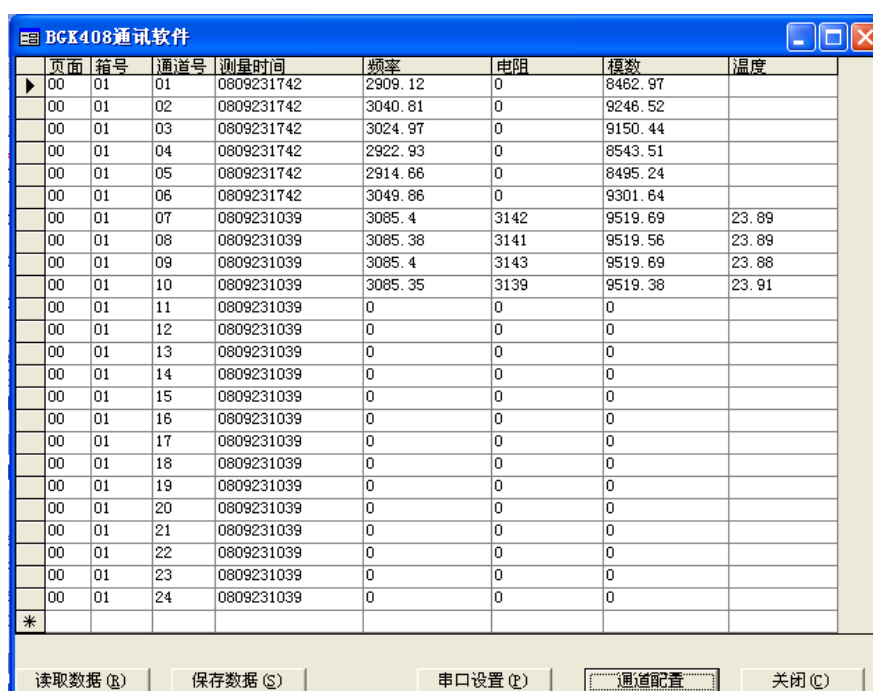 BGK408通讯软件
页面 箱号 通道号 测量时间 频率 电阻 模数 温度
00 01 01 0809231742 2909.12 0 8462.97
00 01 02 0809231742 3040.81 0 9246.52
00 01 03 0809231742 3024.97 0 9150.44
00 01 04 0809231742 2922.93 0 8543.51
00 01 05 0809231742 2914.66 0 8495.24
00 01 06 0809231742 3049.86 0 9301.64
00 01 07 0809231039 3085.4 3142 9519.69 23.89
00 01 08 0809231039 3085.38 3141 9519.56 23.89
00 01 09 0809231039 3085.4 3143 9519.69 23.88
00 01 10 0809231039 3085.35 3139 9519.38 23.91
00 01 11 0809231039 0 0 0
00 01 12 0809231039 0 0 0
00 01 13 0809231039 0 0 0
00 01 14 0809231039 0 0 0
00 01 15 0809231039 0 0 0
00 01 16 0809231039 0 0 0
00 01 17 0809231039 0 0 0
00 01 18 0809231039 0 0 0
00 01 19 0809231039 0 0 0
00 01 20 0809231039 0 0 0
00 01 21 0809231039 0 0 0
00 01 22 0809231039 0 0 0
00 01 23 0809231039 0 0 0
00 01 24 0809231039 0 0 0
读取数据(R) 保存数据(S) 串口设置(P) 通道配置 关闭(C)